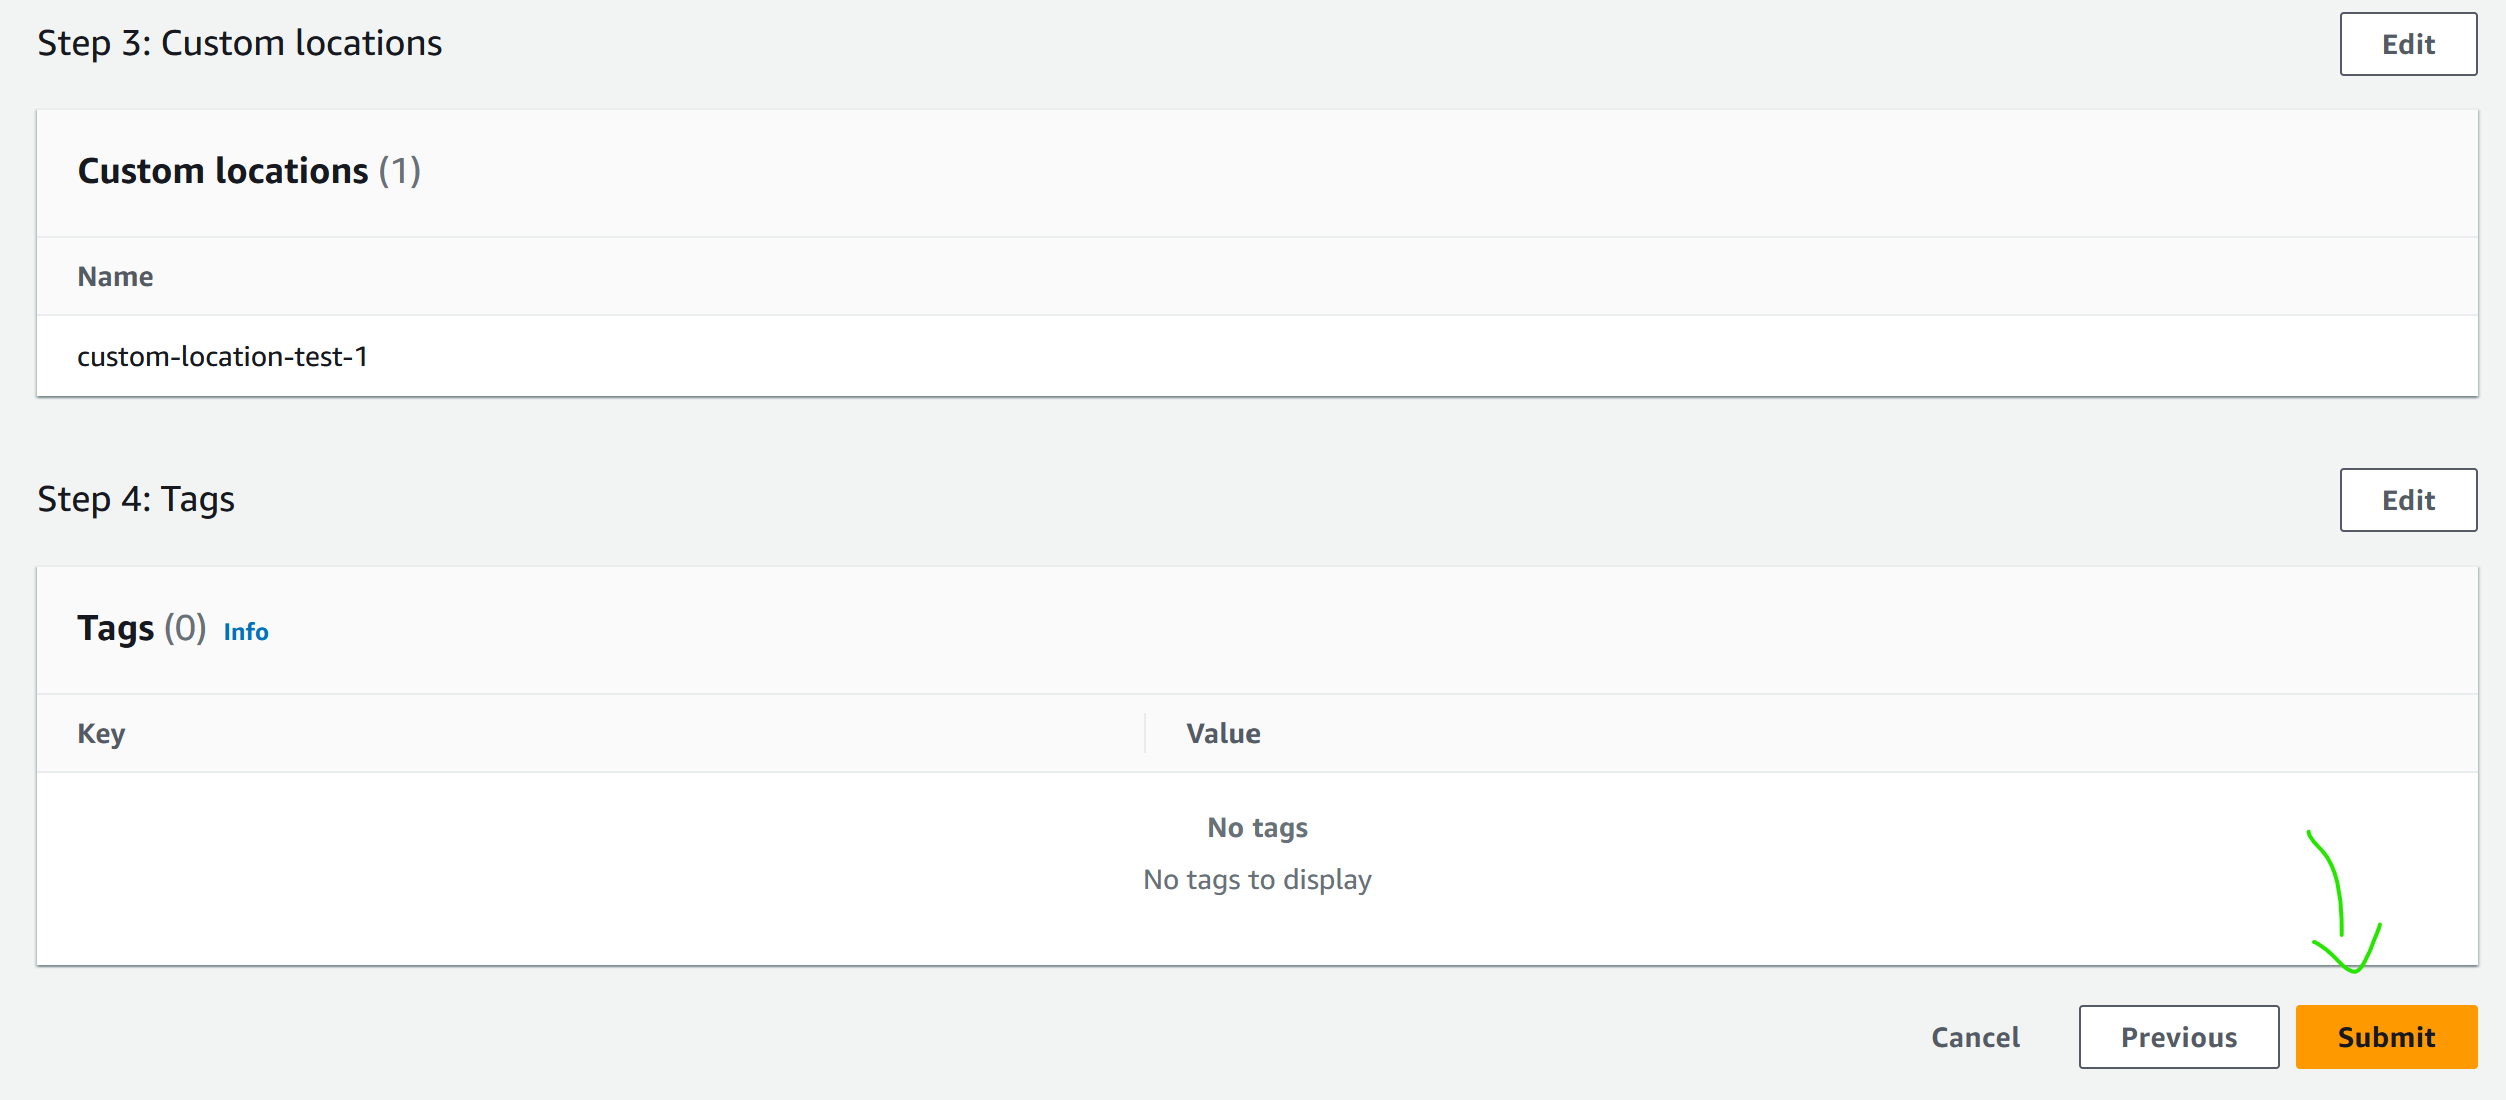 Step 3: Custom locations
Edit
Custom locations (1)
Name
custom-location-test-1
Step 4: Tags
Edit
Tags (0) Info
Key Value
No tags
No tags to display
Cancel Previous Submit